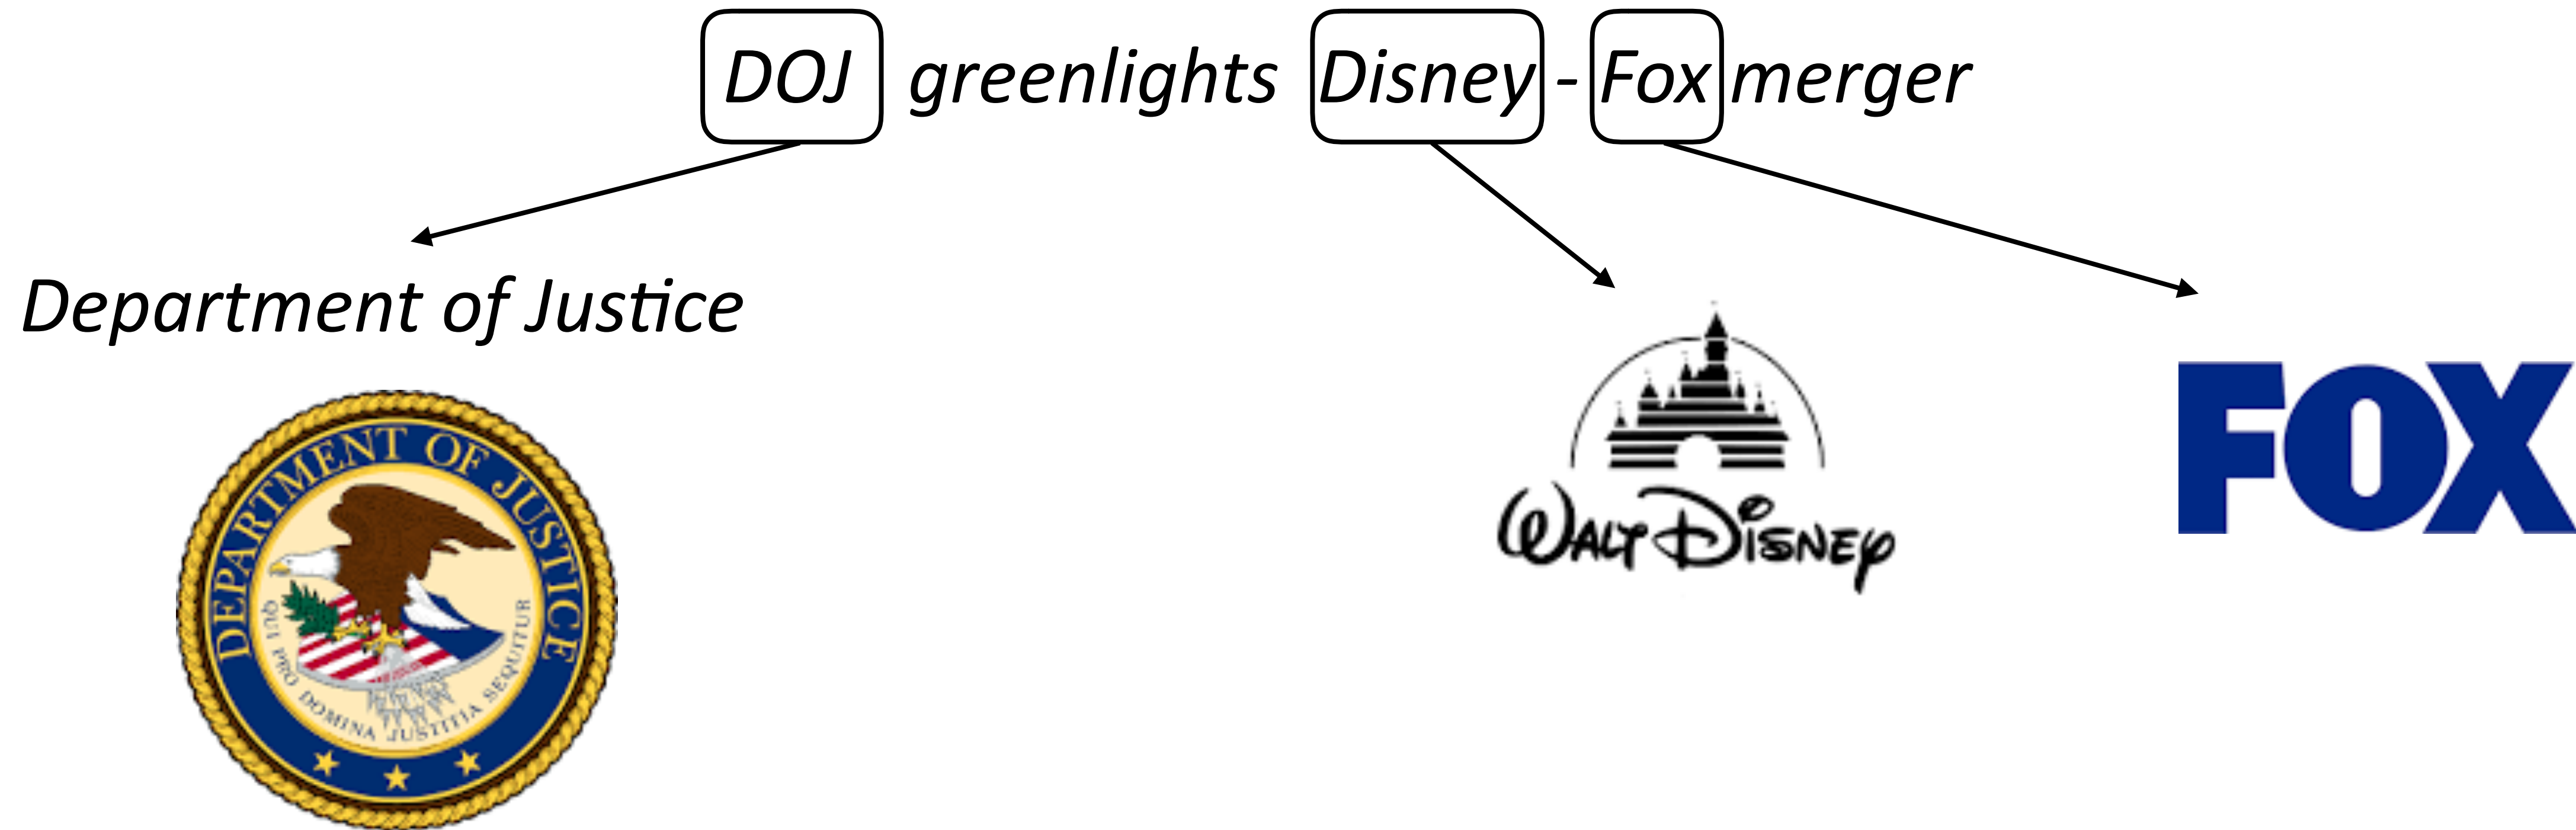 DOJ greenlights Disney - Fox merger
Department of Justice
DEPARTMENT OF JUSTICE
QUI PRO DOMINA JUSTITIA SEQUITUR
WALT DISNEY
FOX